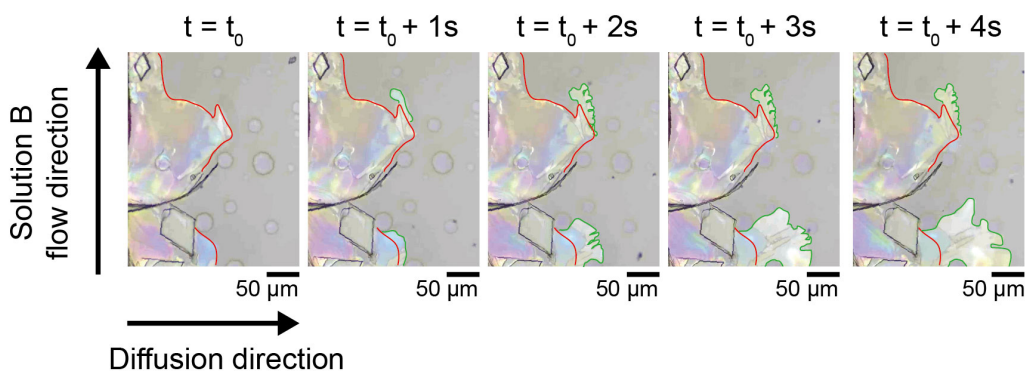 t = t₀
t = t₀ + 1s
t = t₀ + 2s
t = t₀ + 3s
t = t₀ + 4s
Solution B
flow direction
50 µm
50 µm
50 µm
50 µm
50 µm
Diffusion direction